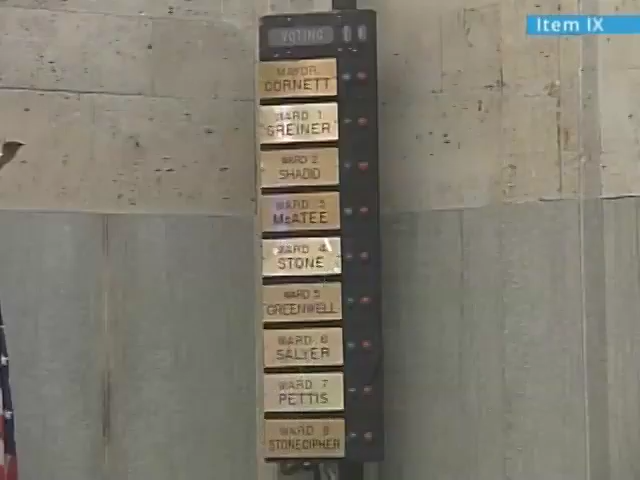 Item IX
VOTING
MAYOR
CORNETT
WARD 1
GREINER
WARD 2
SHADID
WARD 3
McATEE
WARD 4
STONE
WARD 5
GREENWELL
WARD 6
SALYER
WARD 7
PETTIS
WARD 8
STONECIPHER